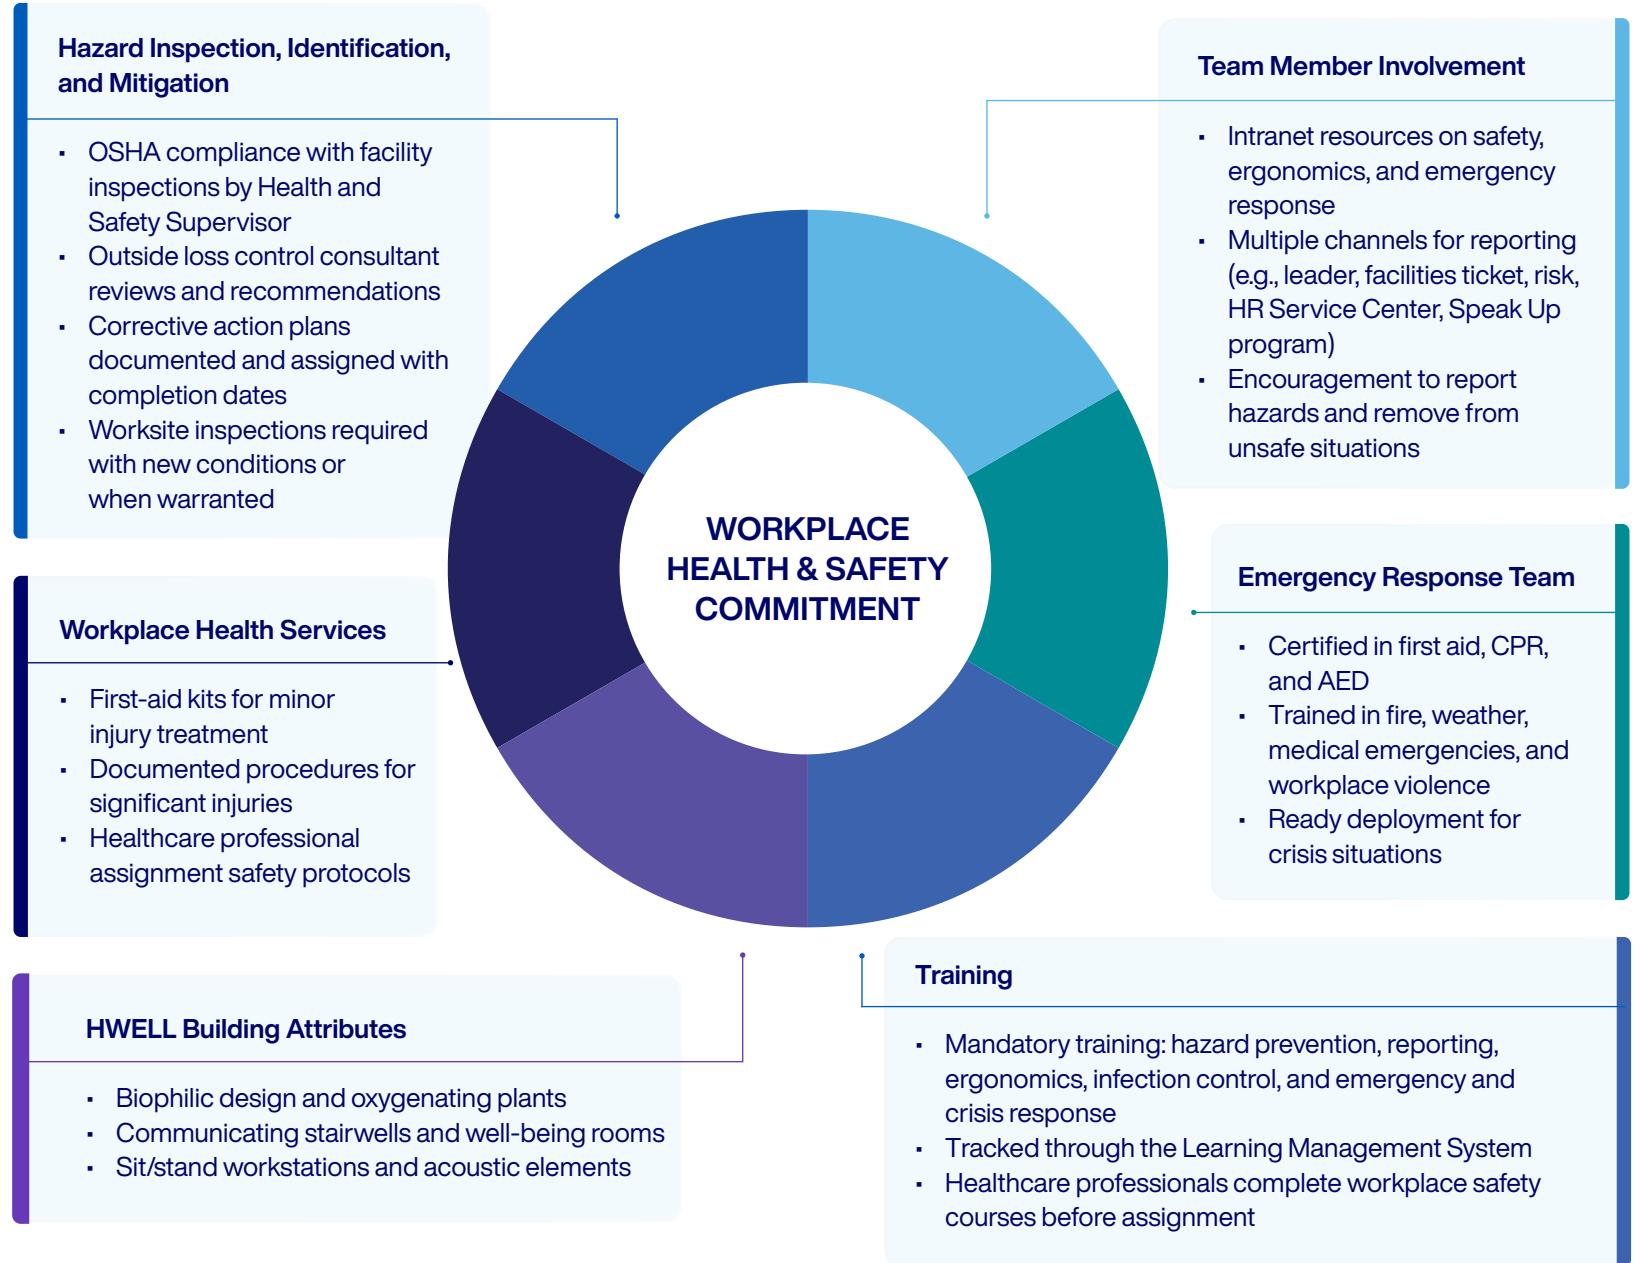 Hazard Inspection, Identification,
and Mitigation
▪ OSHA compliance with facility
inspections by Health and
Safety Supervisor
▪ Outside loss control consultant
reviews and recommendations
▪ Corrective action plans
documented and assigned with
completion dates
▪ Worksite inspections required
with new conditions or
when warranted
Team Member Involvement
▪ Intranet resources on safety,
ergonomics, and emergency
response
▪ Multiple channels for reporting
(e.g., leader, facilities ticket, risk,
HR Service Center, Speak Up
program)
▪ Encouragement to report
hazards and remove from
unsafe situations
WORKPLACE
HEALTH & SAFETY
COMMITMENT
Workplace Health Services
▪ First-aid kits for minor
injury treatment
▪ Documented procedures for
significant injuries
▪ Healthcare professional
assignment safety protocols
Emergency Response Team
▪ Certified in first aid, CPR,
and AED
▪ Trained in fire, weather,
medical emergencies, and
workplace violence
▪ Ready deployment for
crisis situations
HWELL Building Attributes
▪ Biophilic design and oxygenating plants
▪ Communicating stairwells and well-being rooms
▪ Sit/stand workstations and acoustic elements
Training
▪ Mandatory training: hazard prevention, reporting,
ergonomics, infection control, and emergency and
crisis response
▪ Tracked through the Learning Management System
▪ Healthcare professionals complete workplace safety
courses before assignment